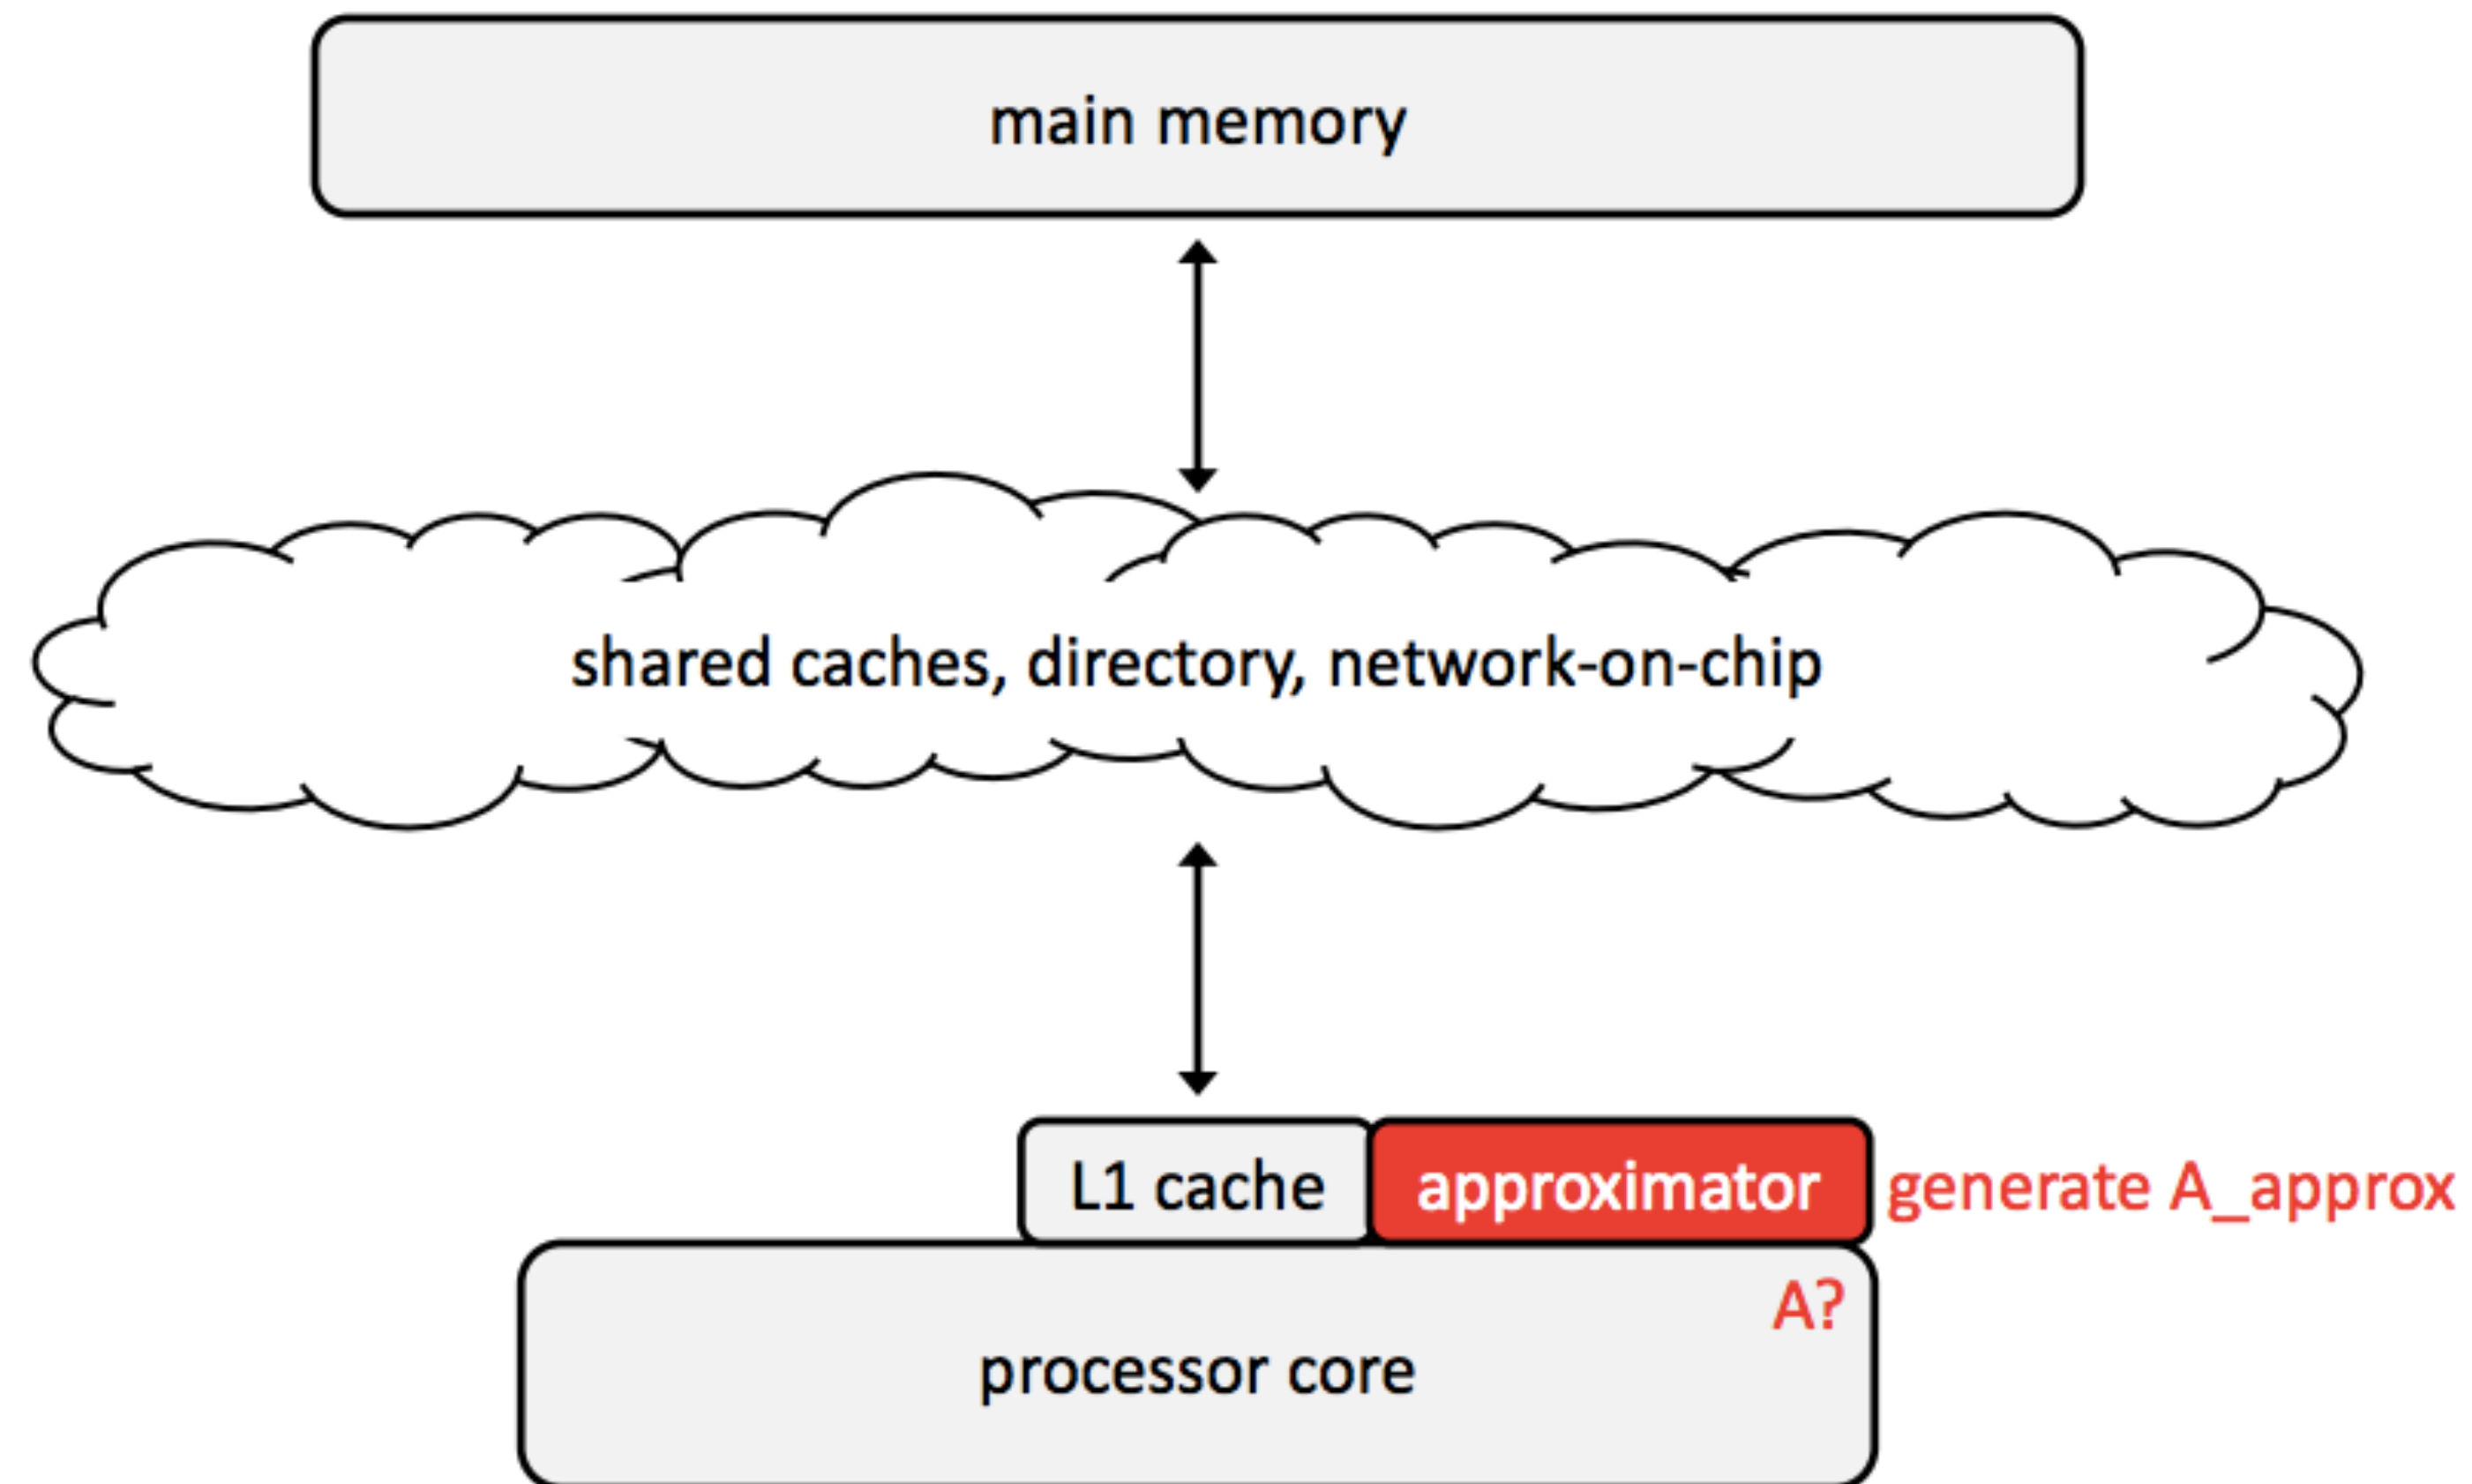 main memory
shared caches, directory, network-on-chip
L1 cache
approximator
generate A_approx
A?
processor core